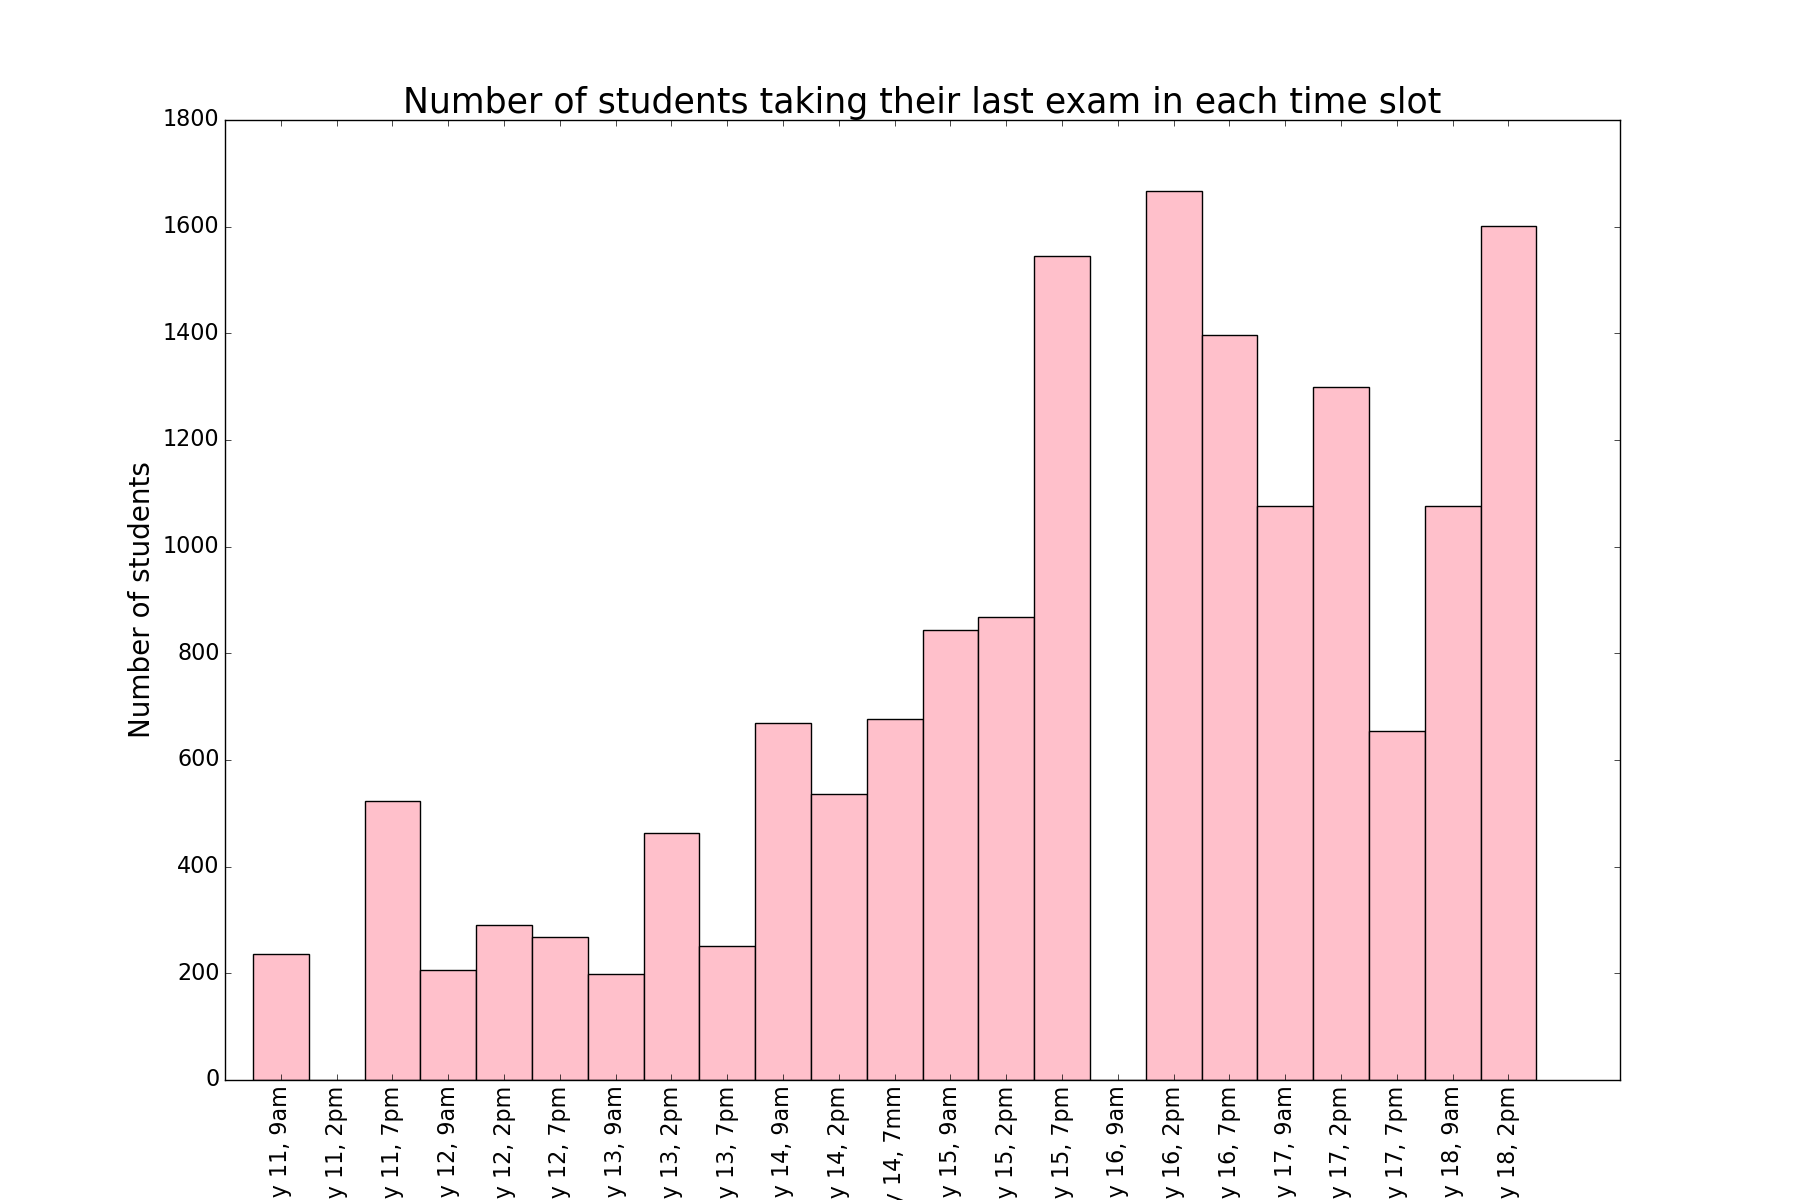 Number of students taking their last exam in each time slot
Number of students
1800
1600
1400
1200
1000
800
600
400
200
0
y 11, 9am
y 11, 2pm
y 11, 7pm
y 12, 9am
y 12, 2pm
y 12, 7pm
y 13, 9am
y 13, 2pm
y 13, 7pm
y 14, 9am
y 14, 2pm
y 14, 7mm
y 15, 9am
y 15, 2pm
y 15, 7pm
y 16, 9am
y 16, 2pm
y 16, 7pm
y 17, 9am
y 17, 2pm
y 17, 7pm
y 18, 9am
y 18, 2pm